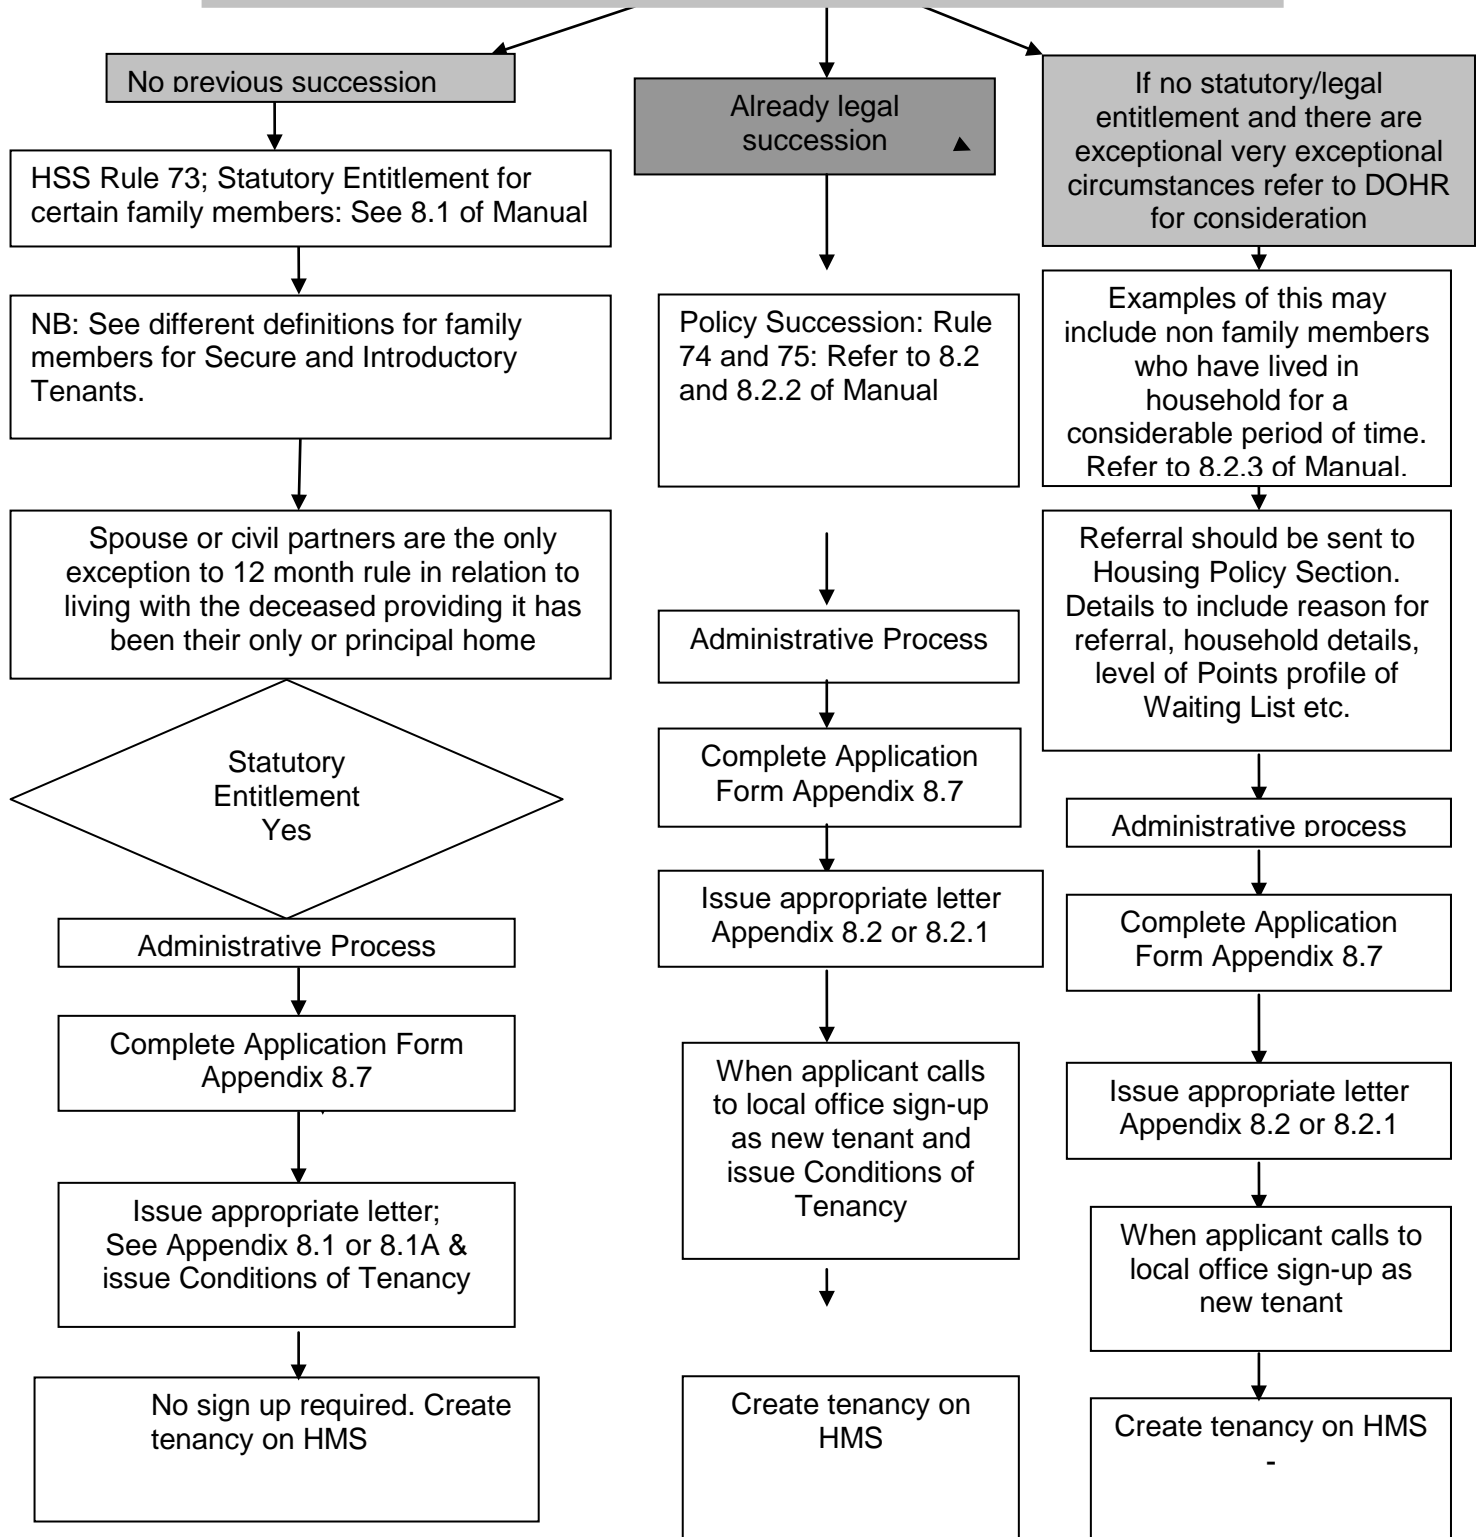 No previous succession
HSS Rule 73; Statutory Entitlement for
certain family members: See 8.1 of Manual
NB: See different definitions for family
members for Secure and Introductory
Tenants.
Spouse or civil partners are the only
exception to 12 month rule in relation to
living with the deceased providing it has
been their only or principal home
Statutory
Entitlement
Yes
Administrative Process
Complete Application Form
Appendix 8.7
Issue appropriate letter;
See Appendix 8.1 or 8.1A &
issue Conditions of Tenancy
No sign up required. Create
tenancy on HMS
Already legal
succession
Policy Succession: Rule
74 and 75: Refer to 8.2
and 8.2.2 of Manual
Administrative Process
Complete Application
Form Appendix 8.7
Issue appropriate letter
Appendix 8.2 or 8.2.1
When applicant calls
to local office sign-up
as new tenant and
issue Conditions of
Tenancy
Create tenancy on
HMS
If no statutory/legal
entitlement and there are
exceptional very exceptional
circumstances refer to DOHR
for consideration
Examples of this may
include non family members
who have lived in
household for a
considerable period of time.
Refer to 8.2.3 of Manual.
Referral should be sent to
Housing Policy Section.
Details to include reason for
referral, household details,
level of Points profile of
Waiting List etc.
Administrative process
Complete Application
Form Appendix 8.7
Issue appropriate letter
Appendix 8.2 or 8.2.1
When applicant calls to
local office sign-up as
new tenant
Create tenancy on HMS
-